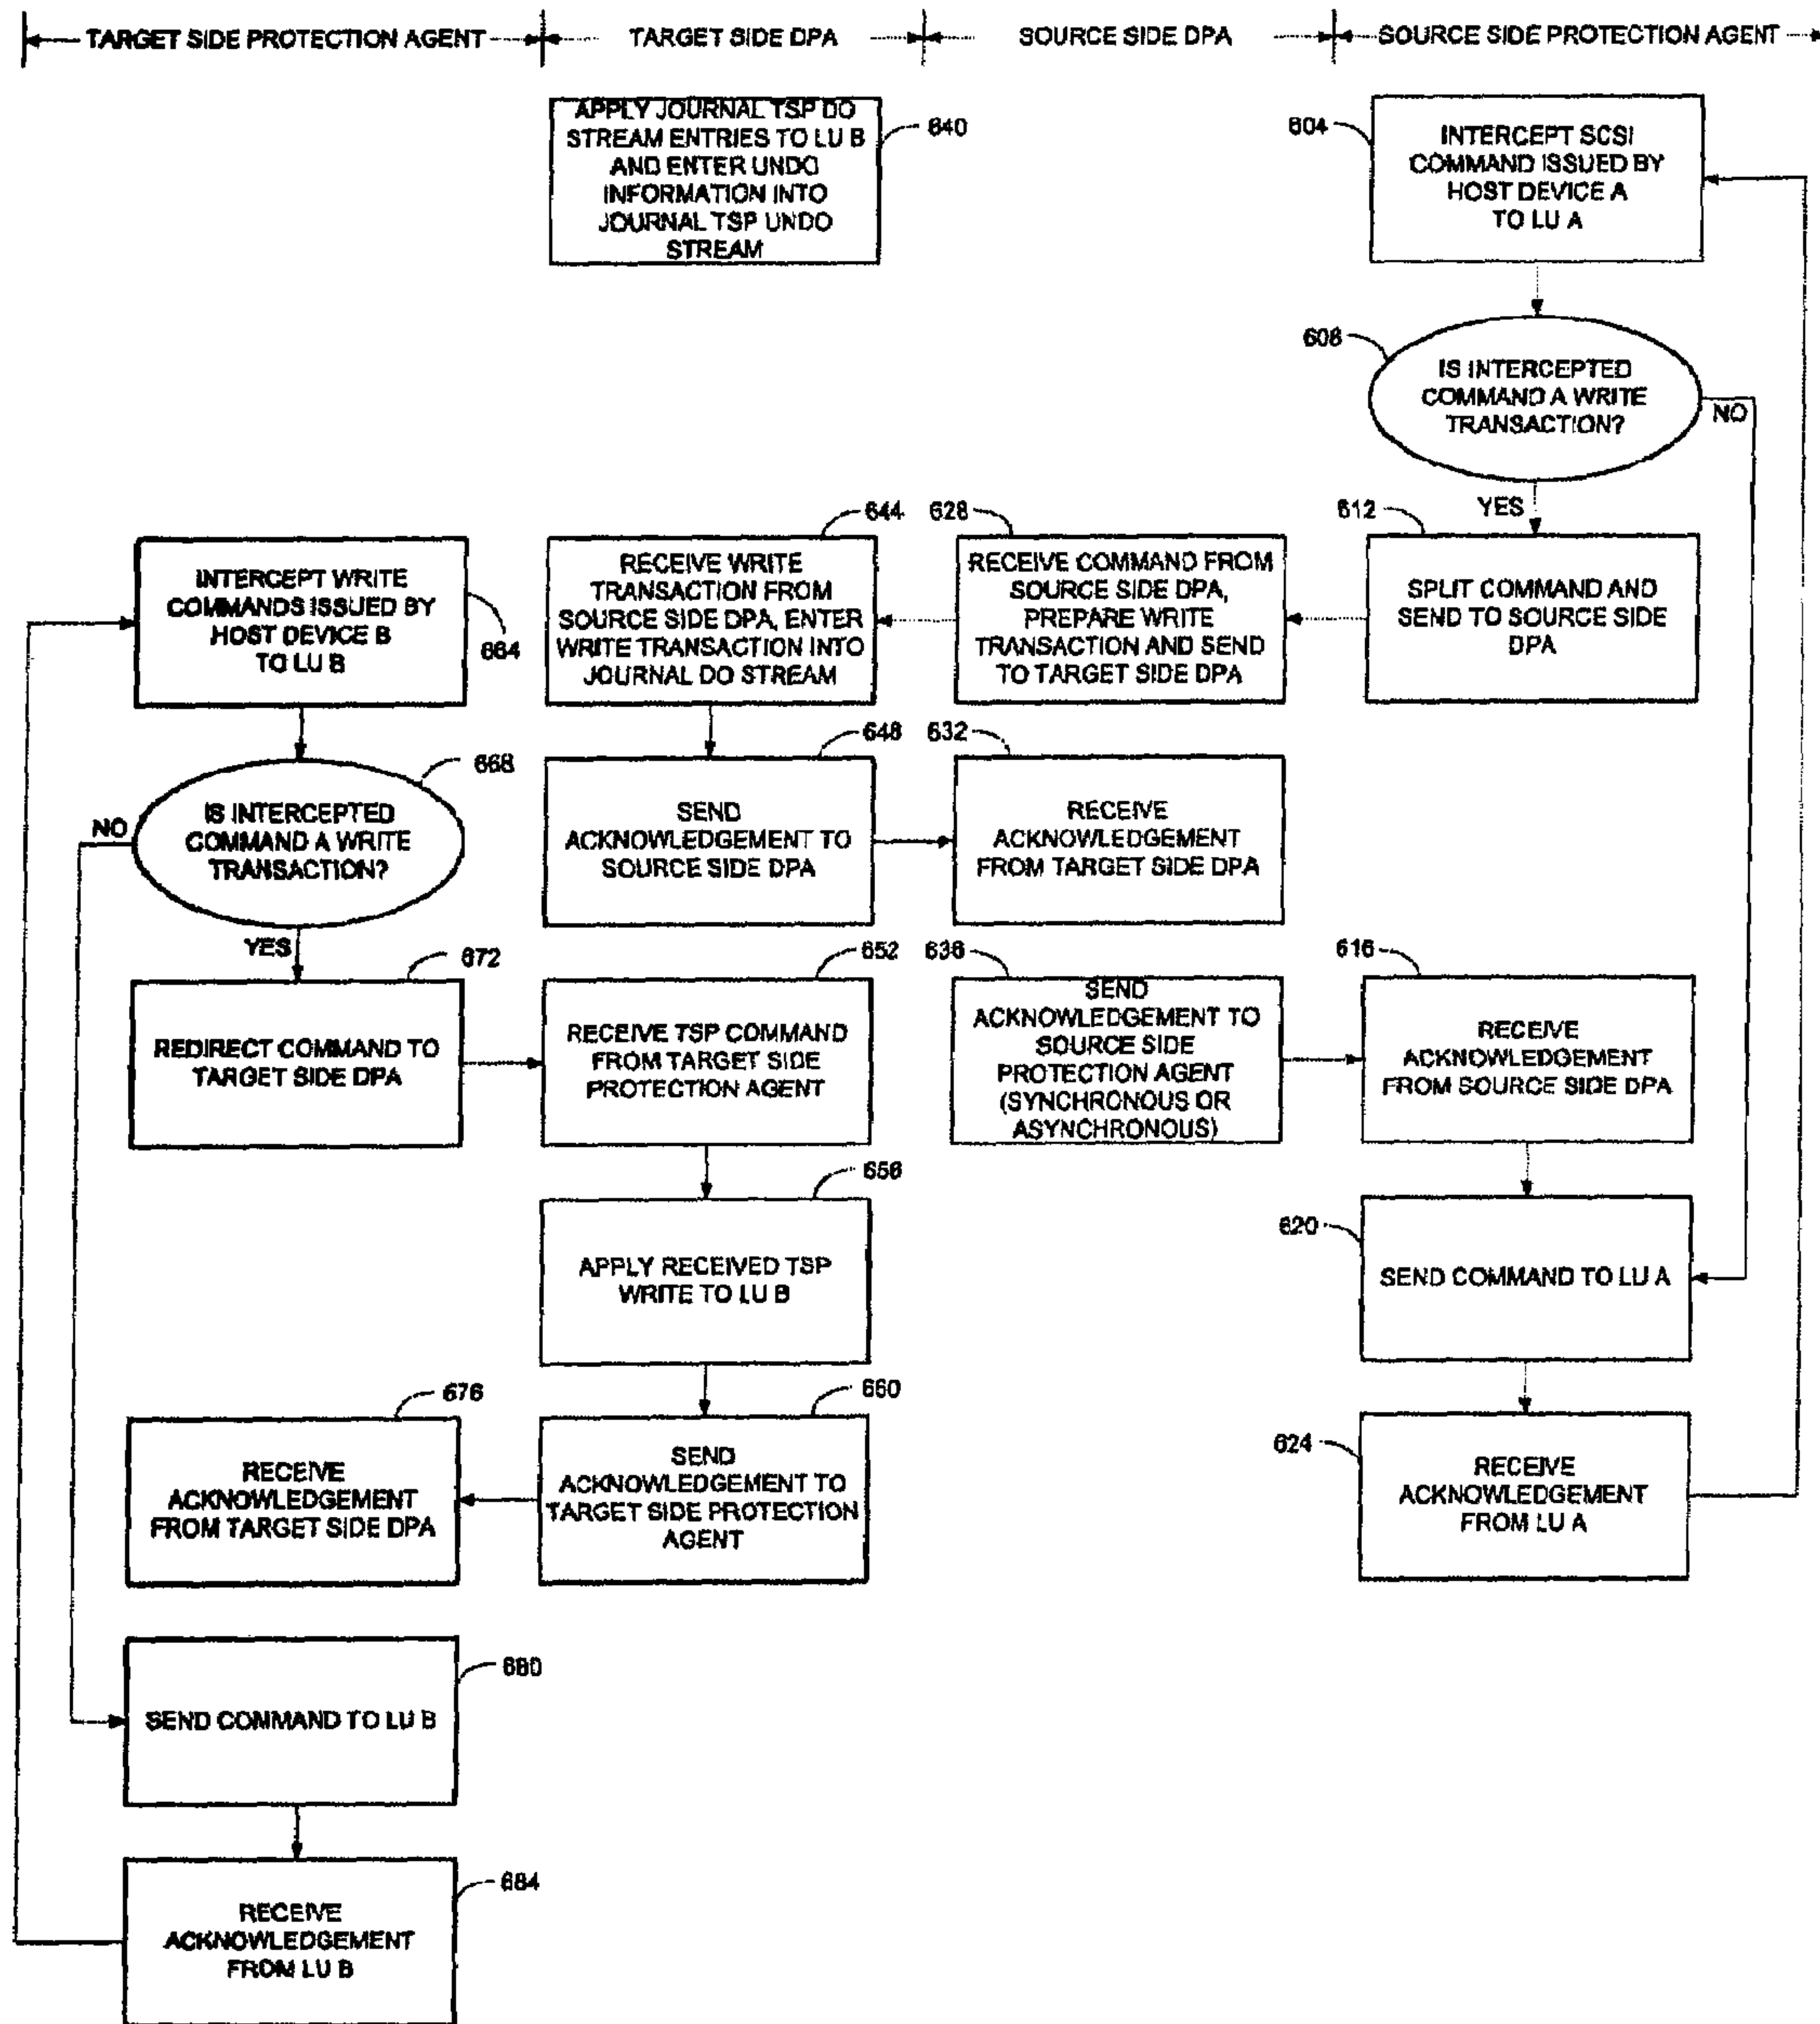 TARGET SIDE PROTECTION AGENT
TARGET SIDE DPA
SOURCE SIDE DPA
SOURCE SIDE PROTECTION AGENT
APPLY JOURNAL TSP DO
STREAM ENTRIES TO LU B
AND ENTER UNDO
INFORMATION INTO
JOURNAL TSP UNDO
STREAM
640
604
INTERCEPT SCSI
COMMAND ISSUED BY
HOST DEVICE A
TO LU A
608
IS INTERCEPTED
COMMAND A WRITE
TRANSACTION?
NO
YES
644
628
612
INTERCEPT WRITE
COMMANDS ISSUED BY
HOST DEVICE B
TO LU B
664
RECEIVE WRITE
TRANSACTION FROM
SOURCE SIDE DPA, ENTER
WRITE TRANSACTION INTO
JOURNAL DO STREAM
RECEIVE COMMAND FROM
SOURCE SIDE DPA,
PREPARE WRITE
TRANSACTION AND SEND
TO TARGET SIDE DPA
SPLIT COMMAND AND
SEND TO SOURCE SIDE
DPA
668
IS INTERCEPTED
COMMAND A WRITE
TRANSACTION?
NO
YES
648
SEND
ACKNOWLEDGEMENT TO
SOURCE SIDE DPA
632
RECEIVE
ACKNOWLEDGEMENT
FROM TARGET SIDE DPA
672
REDIRECT COMMAND TO
TARGET SIDE DPA
652
RECEIVE TSP COMMAND
FROM TARGET SIDE
PROTECTION AGENT
636
SEND
ACKNOWLEDGEMENT TO
SOURCE SIDE
PROTECTION AGENT
(SYNCHRONOUS OR
ASYNCHRONOUS)
616
RECEIVE
ACKNOWLEDGEMENT
FROM SOURCE SIDE DPA
656
APPLY RECEIVED TSP
WRITE TO LU B
620
SEND COMMAND TO LU A
676
RECEIVE
ACKNOWLEDGEMENT
FROM TARGET SIDE DPA
660
SEND
ACKNOWLEDGEMENT TO
TARGET SIDE PROTECTION
AGENT
624
RECEIVE
ACKNOWLEDGEMENT
FROM LU A
680
SEND COMMAND TO LU B
684
RECEIVE
ACKNOWLEDGEMENT
FROM LU B